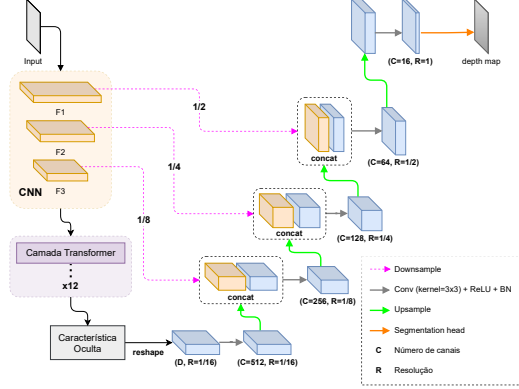 Input
F1
F2
F3
CNN
Camada Transformer
x12
Característica
Oculta
reshape
(D, R=1/16)
(C=512, R=1/16)
1/2
1/4
1/8
concat
(C=256, R=1/8)
concat
(C=128, R=1/4)
concat
(C=64, R=1/2)
(C=16, R=1)
depth map
Downsample
Conv (kernel=3x3) + ReLU + BN
Upsample
Segmentation head
C Número de canais
R Resolução